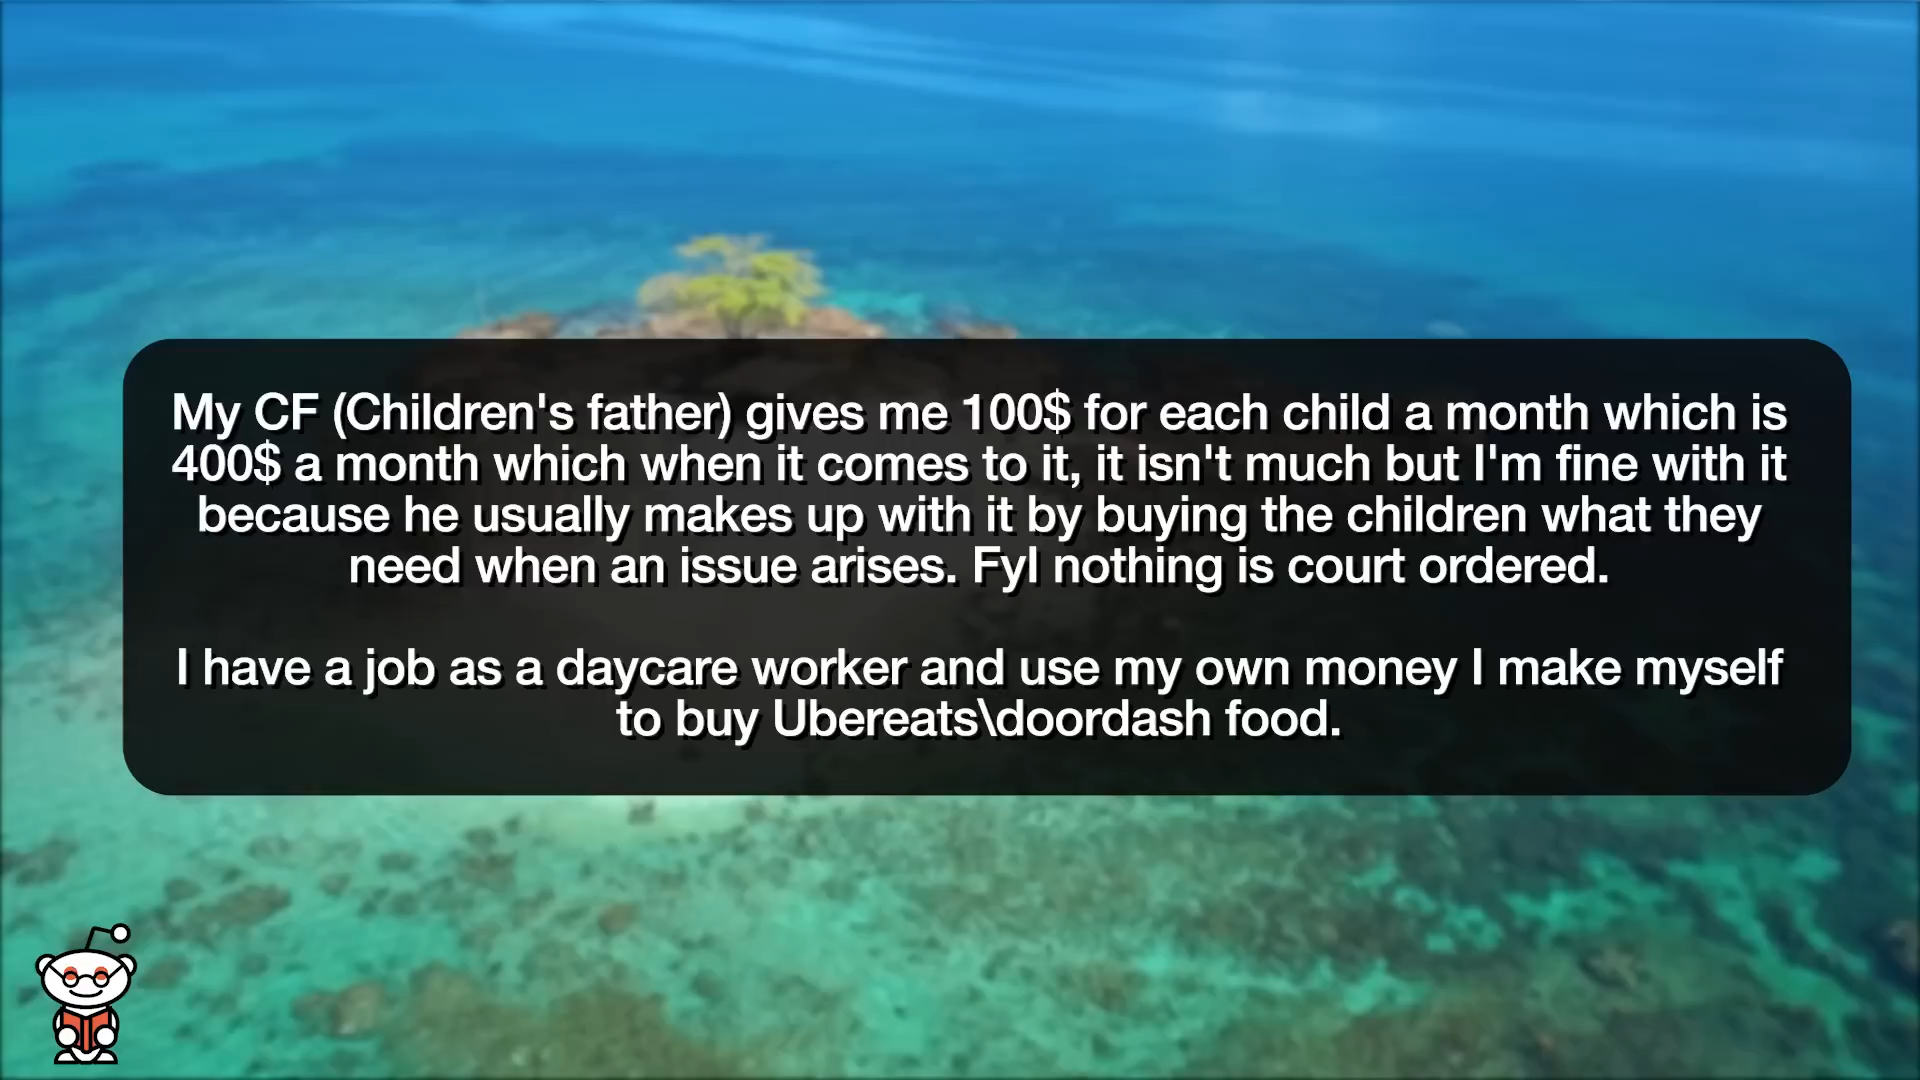 My CF (Children's father) gives me 100$ for each child a month which is
400$ a month which when it comes to it, it isn't much but I'm fine with it
because he usually makes up with it by buying the children what they
need when an issue arises. FyI nothing is court ordered.
I have a job as a daycare worker and use my own money I make myself
to buy Ubereats\doordash food.